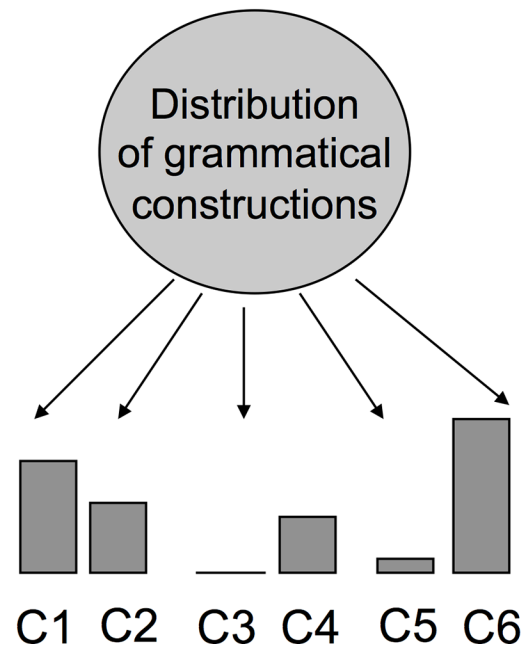 Distribution
of grammatical
constructions
C1 C2 C3 C4 C5 C6